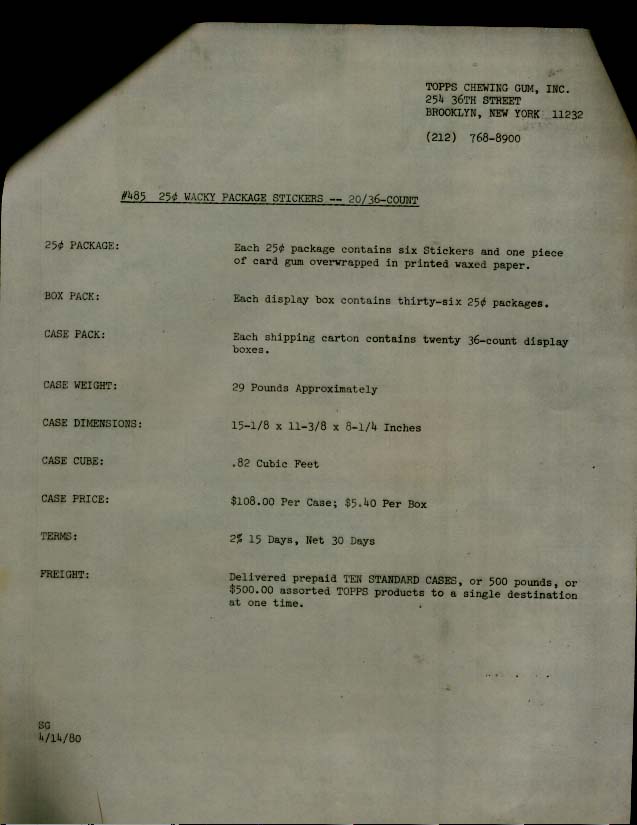 TOPPS CHEWING GUM, INC.
254 36TH STREET
BROOKLYN, NEW YORK 11232
(212) 768-8900
#485 25¢ WACKY PACKAGE STICKERS -- 20/36-COUNT
25¢ PACKAGE: Each 25¢ package contains six Stickers and one piece
of card gum overwrapped in printed waxed paper.
BOX PACK: Each display box contains thirty-six 25¢ packages.
CASE PACK: Each shipping carton contains twenty 36-count display
boxes.
CASE WEIGHT: 29 Pounds Approximately
CASE DIMENSIONS: 15-1/8 x 11-3/8 x 8-1/4 Inches
CASE CUBE: .82 Cubic Feet
CASE PRICE: $108.00 Per Case; $5.40 Per Box
TERMS: 2% 15 Days, Net 30 Days
FREIGHT: Delivered prepaid TEN STANDARD CASES, or 500 pounds, or
$500.00 assorted TOPPS products to a single destination
at one time.
SG
4/14/80